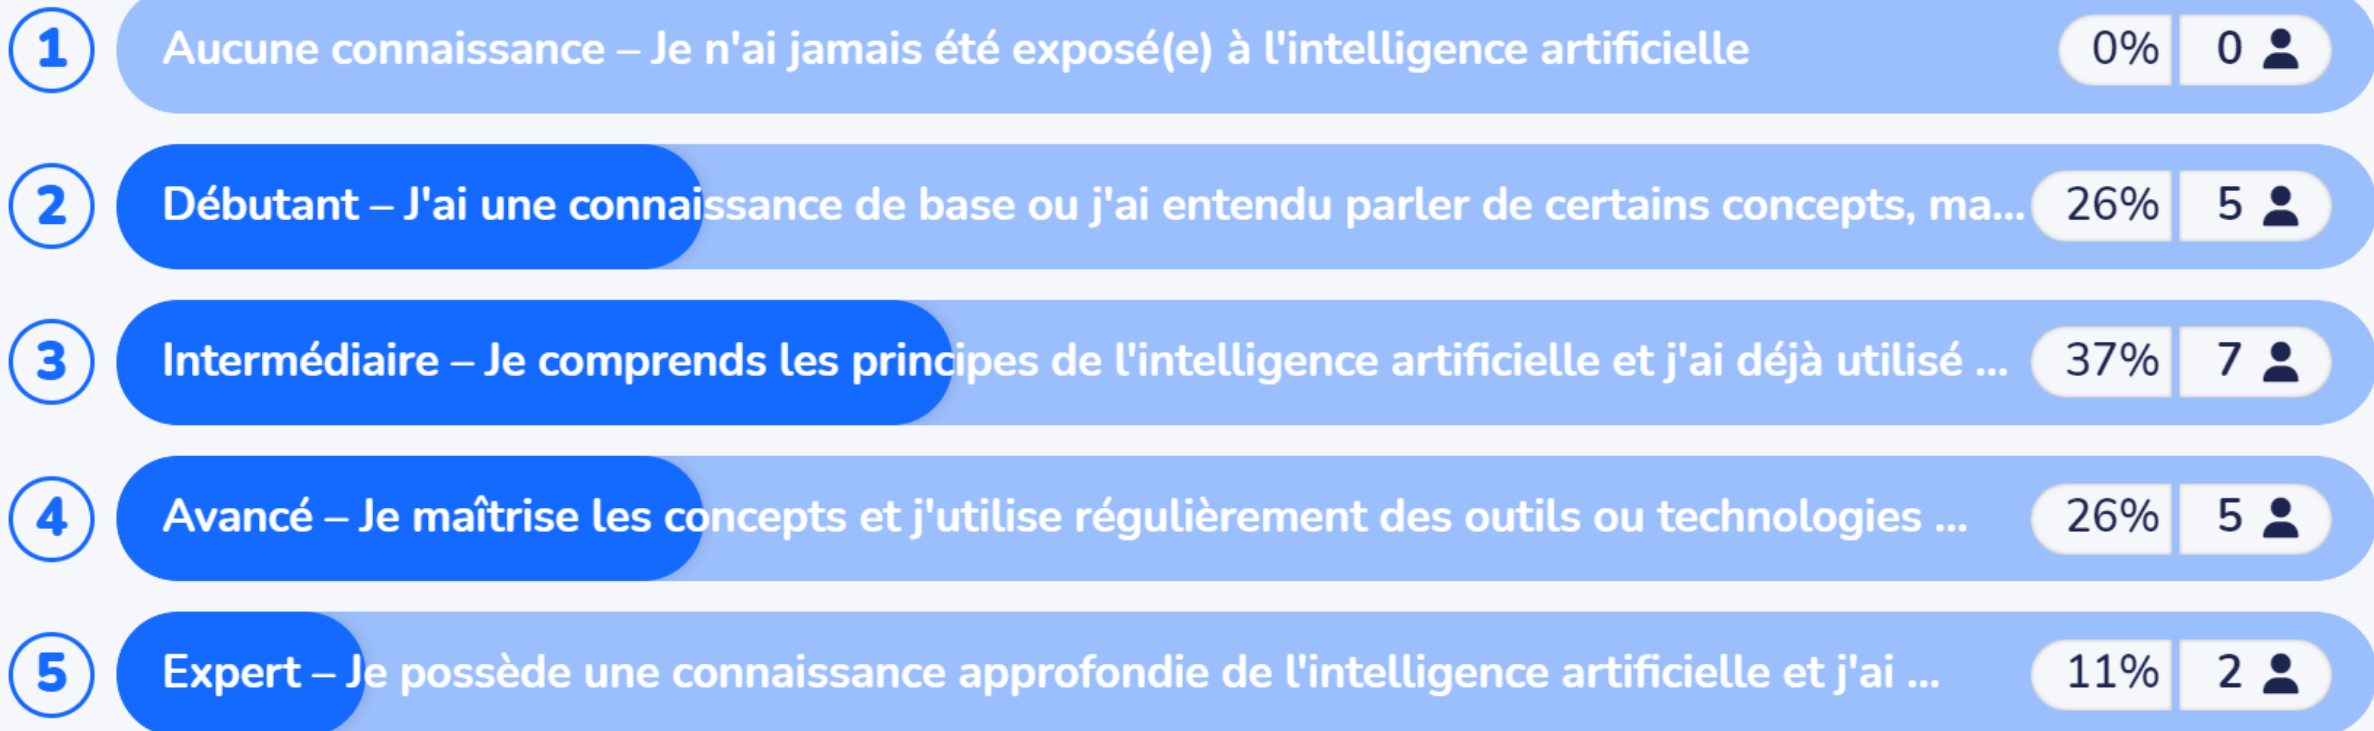 1 Aucune connaissance – Je n'ai jamais été exposé(e) à l'intelligence artificielle 0% 0
2 Débutant – J'ai une connaissance de base ou j'ai entendu parler de certains concepts, ma... 26% 5
3 Intermédiaire – Je comprends les principes de l'intelligence artificielle et j'ai déjà utilisé ... 37% 7
4 Avancé – Je maîtrise les concepts et j'utilise régulièrement des outils ou technologies ... 26% 5
5 Expert – Je possède une connaissance approfondie de l'intelligence artificielle et j'ai ... 11% 2